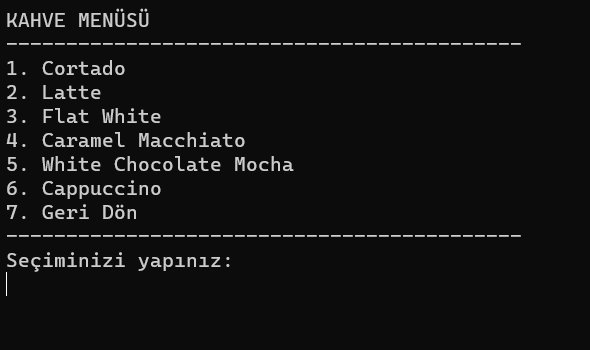 KAHVE MENÜSÜ
-------------------------------------------
1. Cortado
2. Latte
3. Flat White
4. Caramel Macchiato
5. White Chocolate Mocha
6. Cappuccino
7. Geri Dön
-------------------------------------------
Seçiminizi yapınız: